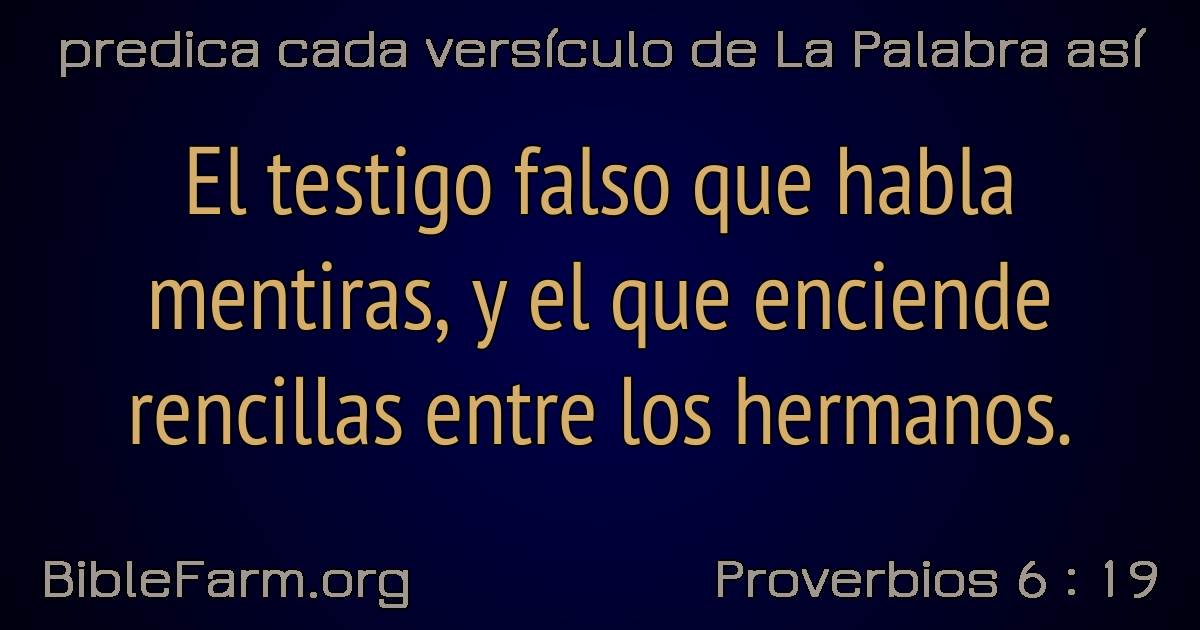 predica cada versículo de La Palabra así
El testigo falso que habla
mentiras, y el que enciende
rencillas entre los hermanos.
BibleFarm.org
Proverbios 6 : 19